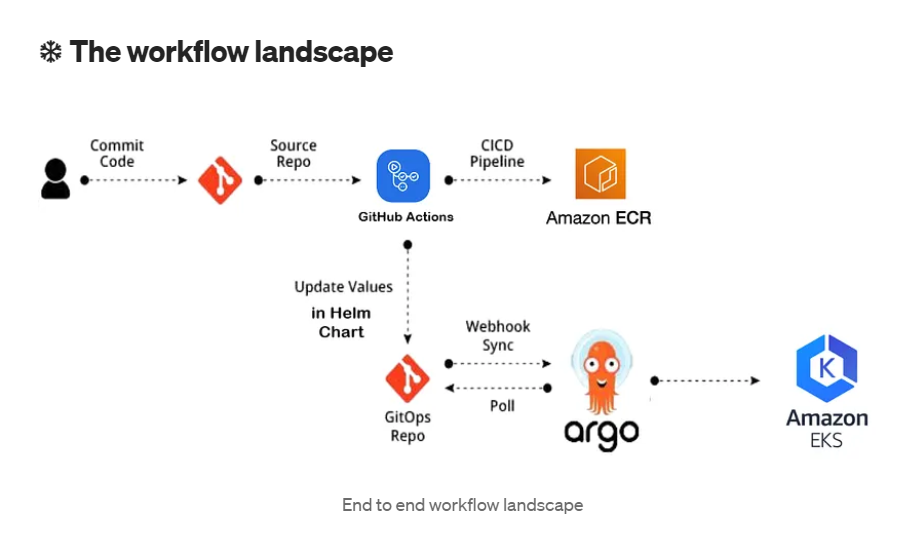 ❄ The workflow landscape
Commit
Code
Source
Repo
CICD
Pipeline
GitHub Actions
Amazon ECR
Update Values
in Helm
Chart
Webhook
Sync
Poll
GitOps
Repo
argo
K
Amazon
EKS
End to end workflow landscape